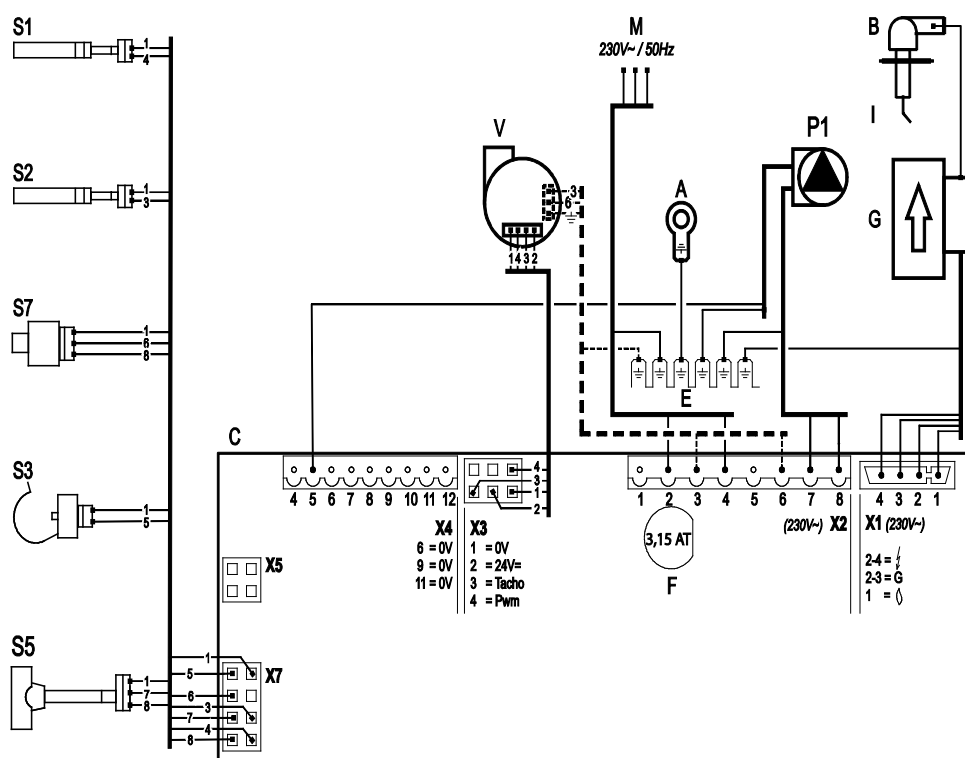 S1
1
4
S2
1
3
S7
1
6
8
S3
1
5
S5
1
7
8
M
230V~ / 50Hz
V
3
6
1 4 3 2
A
P1
B
I
G
E
C
4 5 6 7 8 9 10 11 12
4
3
1
2
1 2 3 4 5 6 7 8
4 3 2 1
X4
6 = 0V
9 = 0V
11 = 0V
X3
1 = 0V
2 = 24V=
3 = Tacho
4 = Pwm
(230V~) X2
3,15 AT
F
X1 (230V~)
2-4 =
2-3 = G
1 =
X5
X7
1
5
6
3
7
4
8